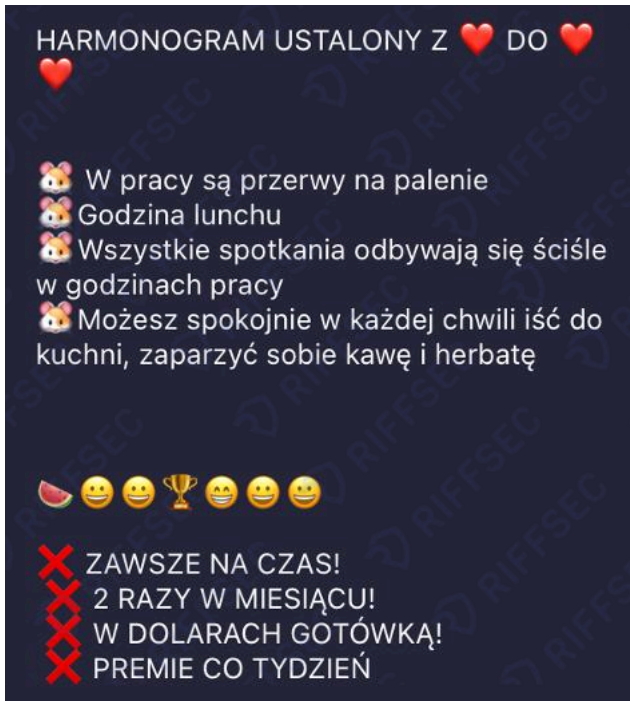 HARMONOGRAM USTALONY Z ❤️ DO ❤️
❤️
🐹 W pracy są przerwy na palenie
🐹Godzina lunchu
🐹Wszystkie spotkania odbywają się ściśle
w godzinach pracy
🐹Możesz spokojnie w każdej chwili iść do
kuchni, zaparzyć sobie kawę i herbatę
🍉😀😀🏆😁😀😀
❌ ZAWSZE NA CZAS!
❌ 2 RAZY W MIESIĄCU!
❌ W DOLARACH GOTÓWKĄ!
❌ PREMIE CO TYDZIEŃ
RIFFSEC